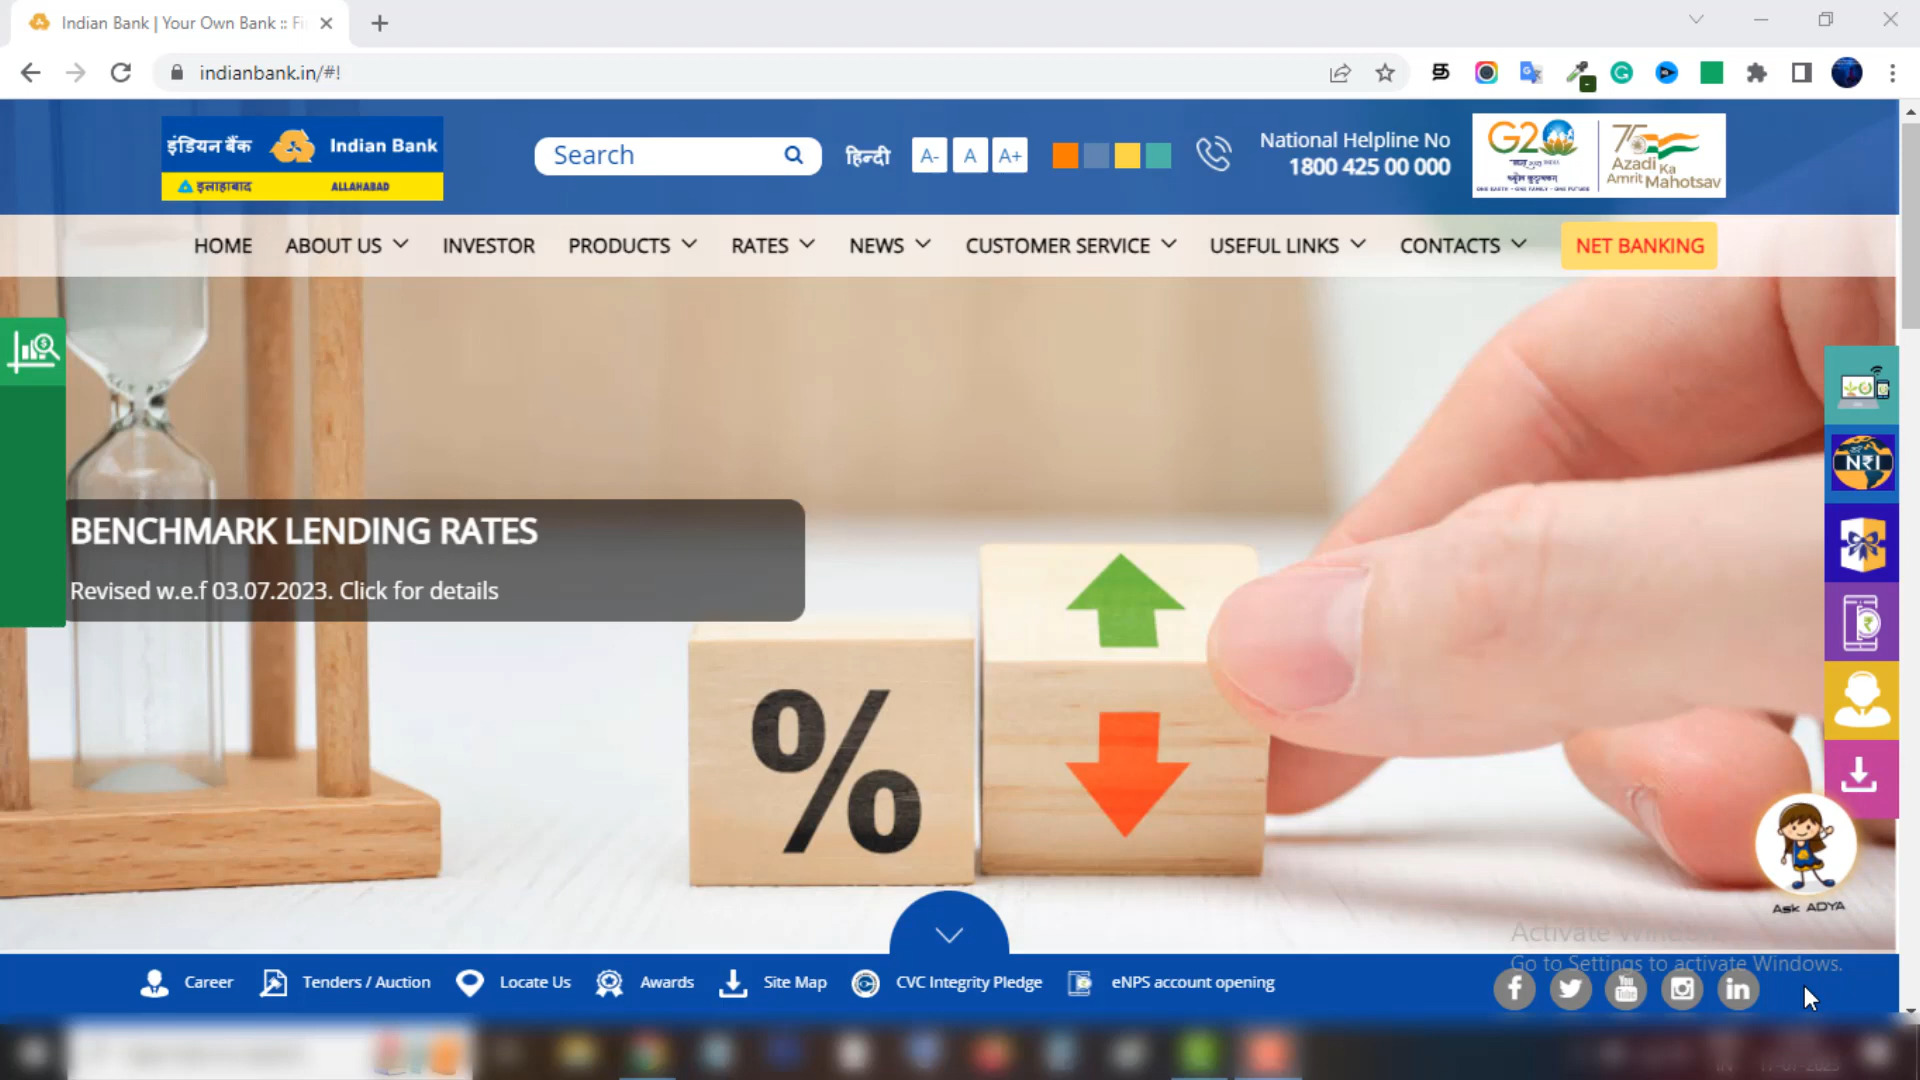 Indian Bank | Your Own Bank :: Fi
indianbank.in/#!
इंडियन बैंक Indian Bank
इलाहाबाद ALLAHABAD
Search
हिन्दी
A- A A+
National Helpline No
1800 425 00 000
G20
75 Azadi Ka Amrit Mahotsav
HOME ABOUT US INVESTOR PRODUCTS RATES NEWS CUSTOMER SERVICE USEFUL LINKS CONTACTS NET BANKING
NRI
BENCHMARK LENDING RATES
Revised w.e.f 03.07.2023. Click for details
%
Ask ADYA
Activate Windows
Go to Settings to activate Windows.
Career Tenders / Auction Locate Us Awards Site Map CVC Integrity Pledge eNPS account opening